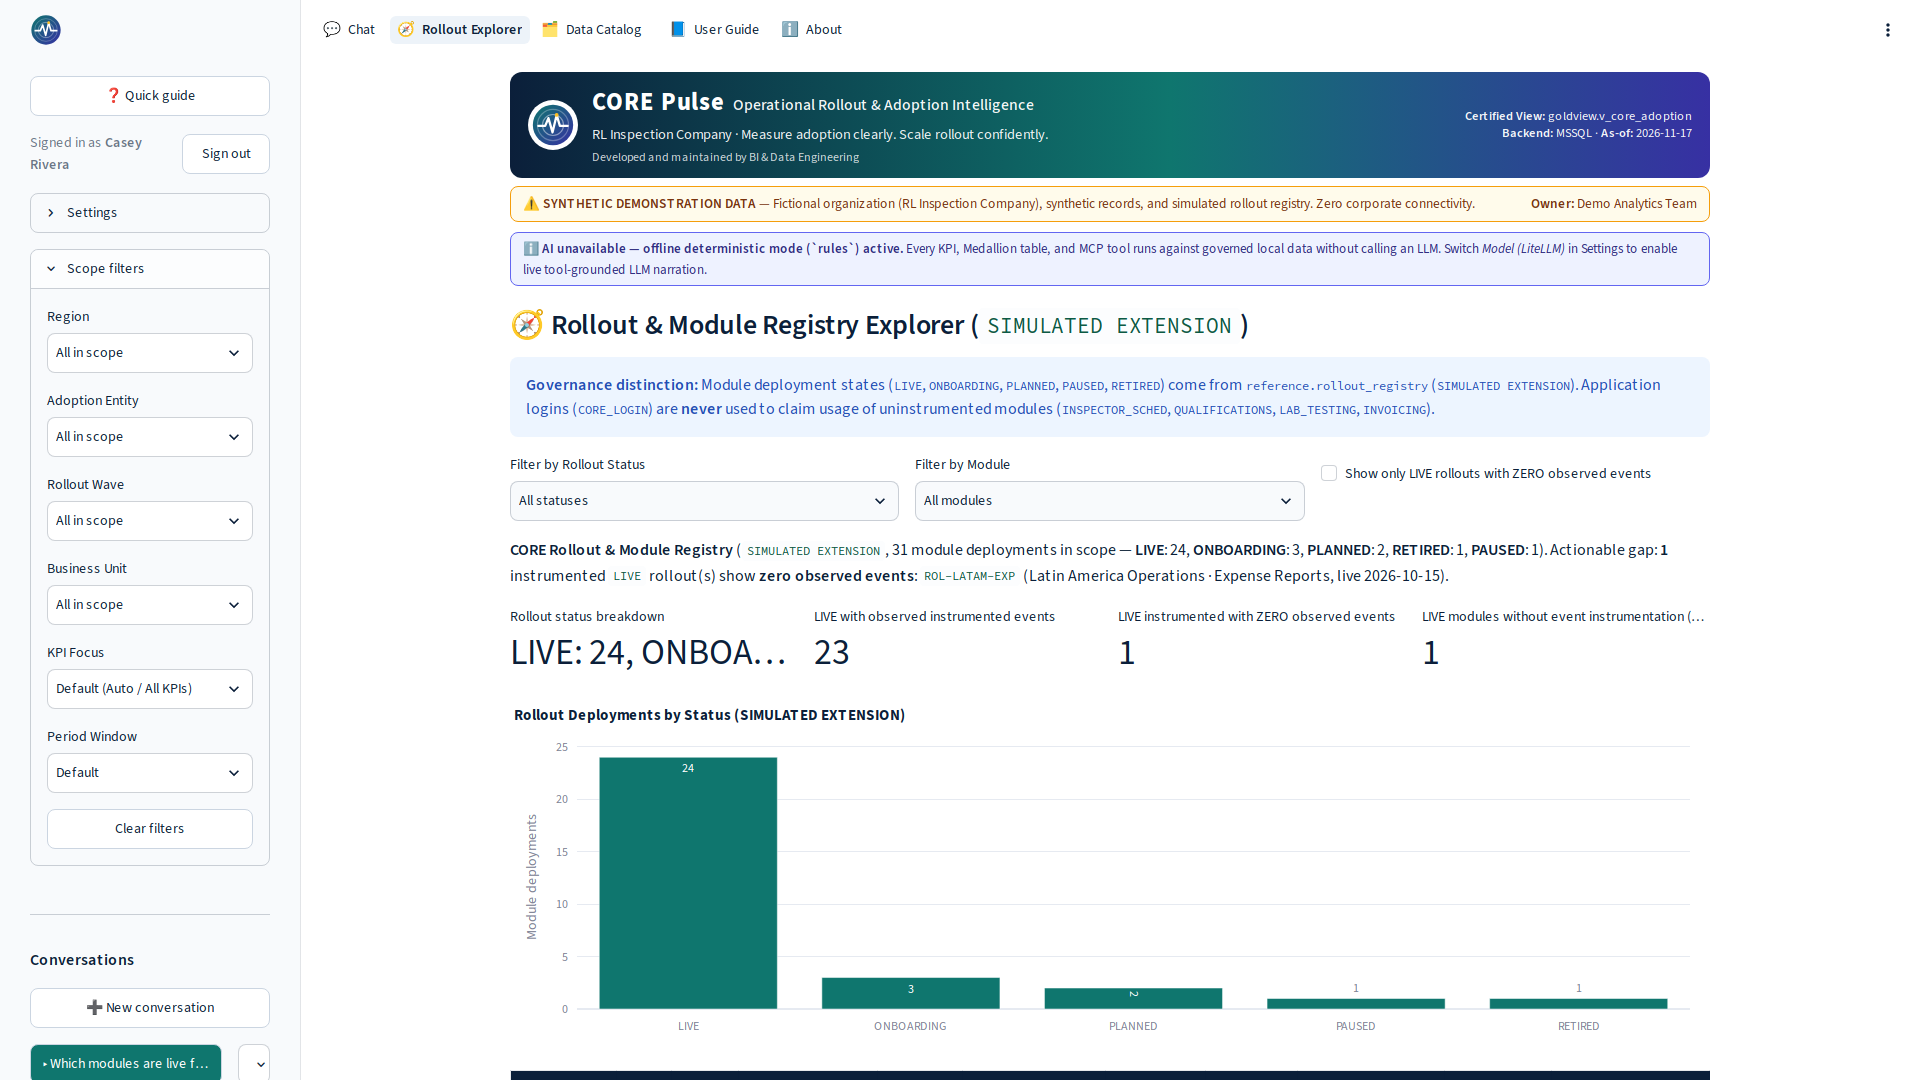 💬 Chat
🧭 Rollout Explorer
🗂️ Data Catalog
📘 User Guide
ℹ️ About
❓ Quick guide
Signed in as Casey Rivera
Sign out
Settings
Scope filters
Region
All in scope
Adoption Entity
All in scope
Rollout Wave
All in scope
Business Unit
All in scope
KPI Focus
Default (Auto / All KPIs)
Period Window
Default
Clear filters
Conversations
➕ New conversation
▸ Which modules are live f…
CORE Pulse Operational Rollout & Adoption Intelligence
RL Inspection Company · Measure adoption clearly. Scale rollout confidently.
Developed and maintained by BI & Data Engineering
Certified View: goldview.v_core_adoption
Backend: MSSQL · As-of: 2026-11-17
⚠️ SYNTHETIC DEMONSTRATION DATA — Fictional organization (RL Inspection Company), synthetic records, and simulated rollout registry. Zero corporate connectivity.
Owner: Demo Analytics Team
ℹ️ AI unavailable — offline deterministic mode (`rules`) active. Every KPI, Medallion table, and MCP tool runs against governed local data without calling an LLM. Switch Model (LiteLLM) in Settings to enable
live tool-grounded LLM narration.
🧭 Rollout & Module Registry Explorer ( SIMULATED EXTENSION )
Governance distinction: Module deployment states (LIVE, ONBOARDING, PLANNED, PAUSED, RETIRED) come from reference.rollout_registry (SIMULATED EXTENSION). Application
logins (CORE_LOGIN) are never used to claim usage of uninstrumented modules (INSPECTOR_SCHED, QUALIFICATIONS, LAB_TESTING, INVOICING).
Filter by Rollout Status
All statuses
Filter by Module
All modules
Show only LIVE rollouts with ZERO observed events
CORE Rollout & Module Registry ( SIMULATED EXTENSION , 31 module deployments in scope — LIVE: 24, ONBOARDING: 3, PLANNED: 2, RETIRED: 1, PAUSED: 1). Actionable gap: 1
instrumented LIVE rollout(s) show zero observed events: ROL-LATAM-EXP (Latin America Operations · Expense Reports, live 2026-10-15).
Rollout status breakdown
LIVE: 24, ONBOA…
LIVE with observed instrumented events
23
LIVE instrumented with ZERO observed events
1
LIVE modules without event instrumentation (…
1
Rollout Deployments by Status (SIMULATED EXTENSION)
Module deployments
25
20
15
10
5
0
24
3
2
1
1
LIVE
ONBOARDING
PLANNED
PAUSED
RETIRED